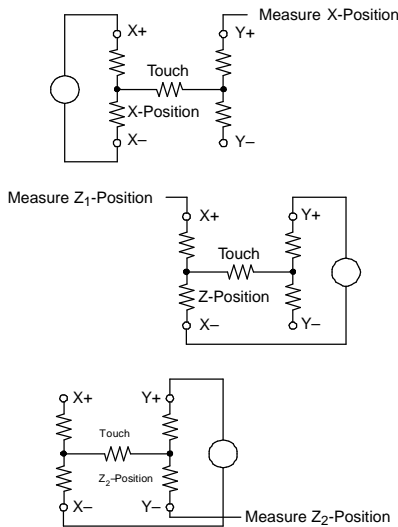 Measure X-Position
X+ Y+
Touch
X-Position
X– Y–
Measure Z1-Position
X+ Y+
Touch
Z-Position
X– Y–
X+ Y+
Touch
Z2-Position
X– Y–
Measure Z2-Position